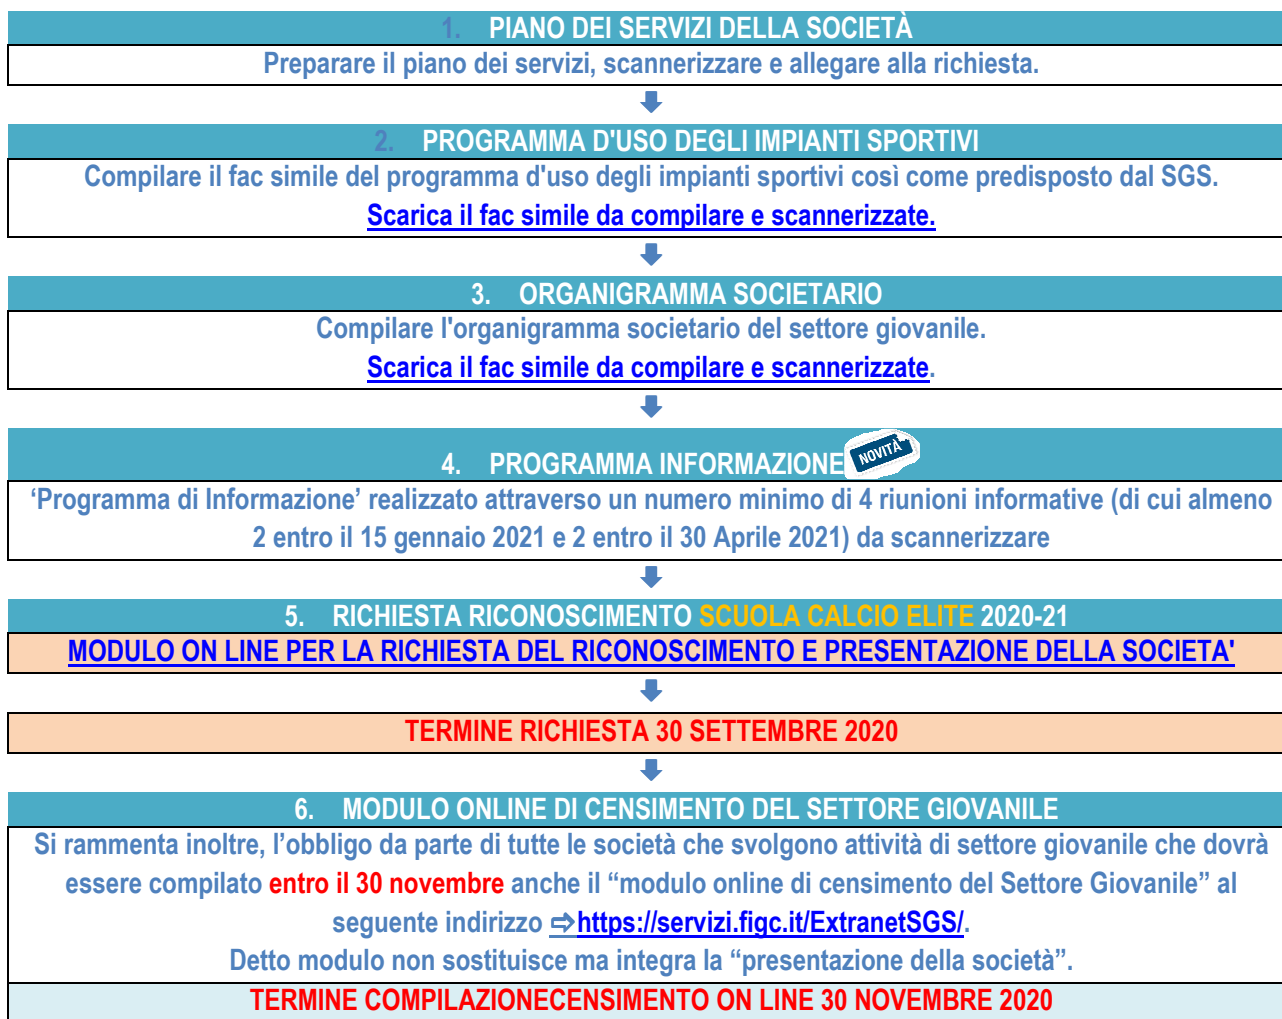 1. PIANO DEI SERVIZI DELLA SOCIETÀ
Preparare il piano dei servizi, scannerizzare e allegare alla richiesta.
2. PROGRAMMA D'USO DEGLI IMPIANTI SPORTIVI
Compilare il fac simile del programma d'uso degli impianti sportivi così come predisposto dal SGS.
Scarica il fac simile da compilare e scannerizzate.
3. ORGANIGRAMMA SOCIETARIO
Compilare l'organigramma societario del settore giovanile.
Scarica il fac simile da compilare e scannerizzate.
4. PROGRAMMA INFORMAZIONE NOVITÀ
‘Programma di Informazione’ realizzato attraverso un numero minimo di 4 riunioni informative (di cui almeno
2 entro il 15 gennaio 2021 e 2 entro il 30 Aprile 2021) da scannerizzare
5. RICHIESTA RICONOSCIMENTO SCUOLA CALCIO ELITE 2020-21
MODULO ON LINE PER LA RICHIESTA DEL RICONOSCIMENTO E PRESENTAZIONE DELLA SOCIETA'
TERMINE RICHIESTA 30 SETTEMBRE 2020
6. MODULO ONLINE DI CENSIMENTO DEL SETTORE GIOVANILE
Si rammenta inoltre, l’obbligo da parte di tutte le società che svolgono attività di settore giovanile che dovrà
essere compilato entro il 30 novembre anche il “modulo online di censimento del Settore Giovanile” al
seguente indirizzo ⇨https://servizi.figc.it/ExtranetSGS/.
Detto modulo non sostituisce ma integra la “presentazione della società”.
TERMINE COMPILAZIONECENSIMENTO ON LINE 30 NOVEMBRE 2020